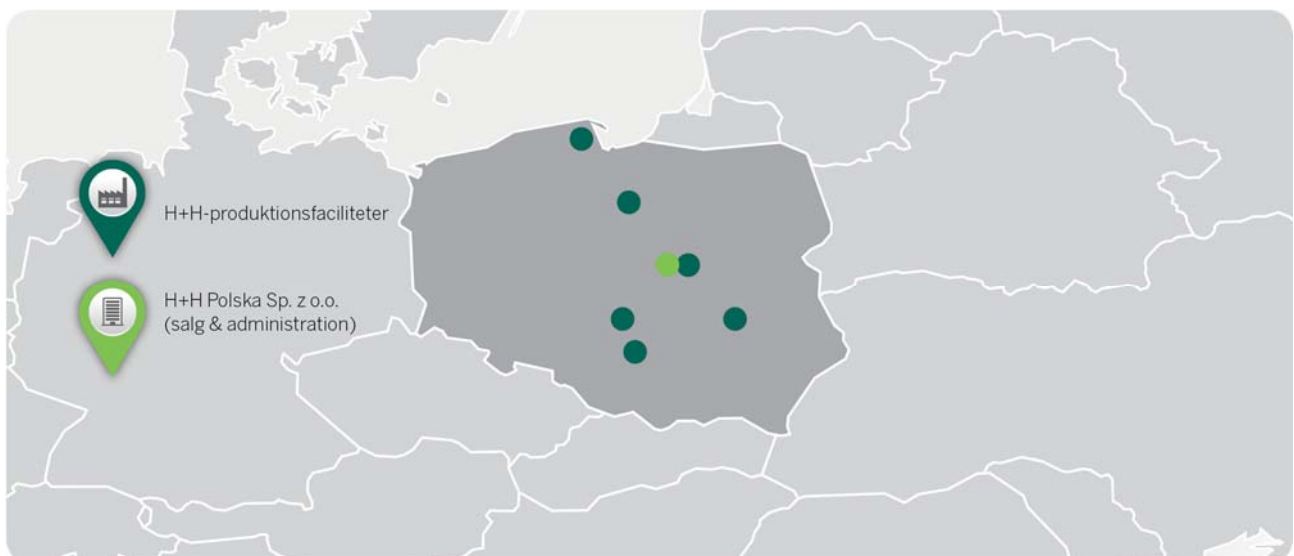 H+H-produktionsfaciliteter
H+H Polska Sp. z o.o.
(salg & administration)